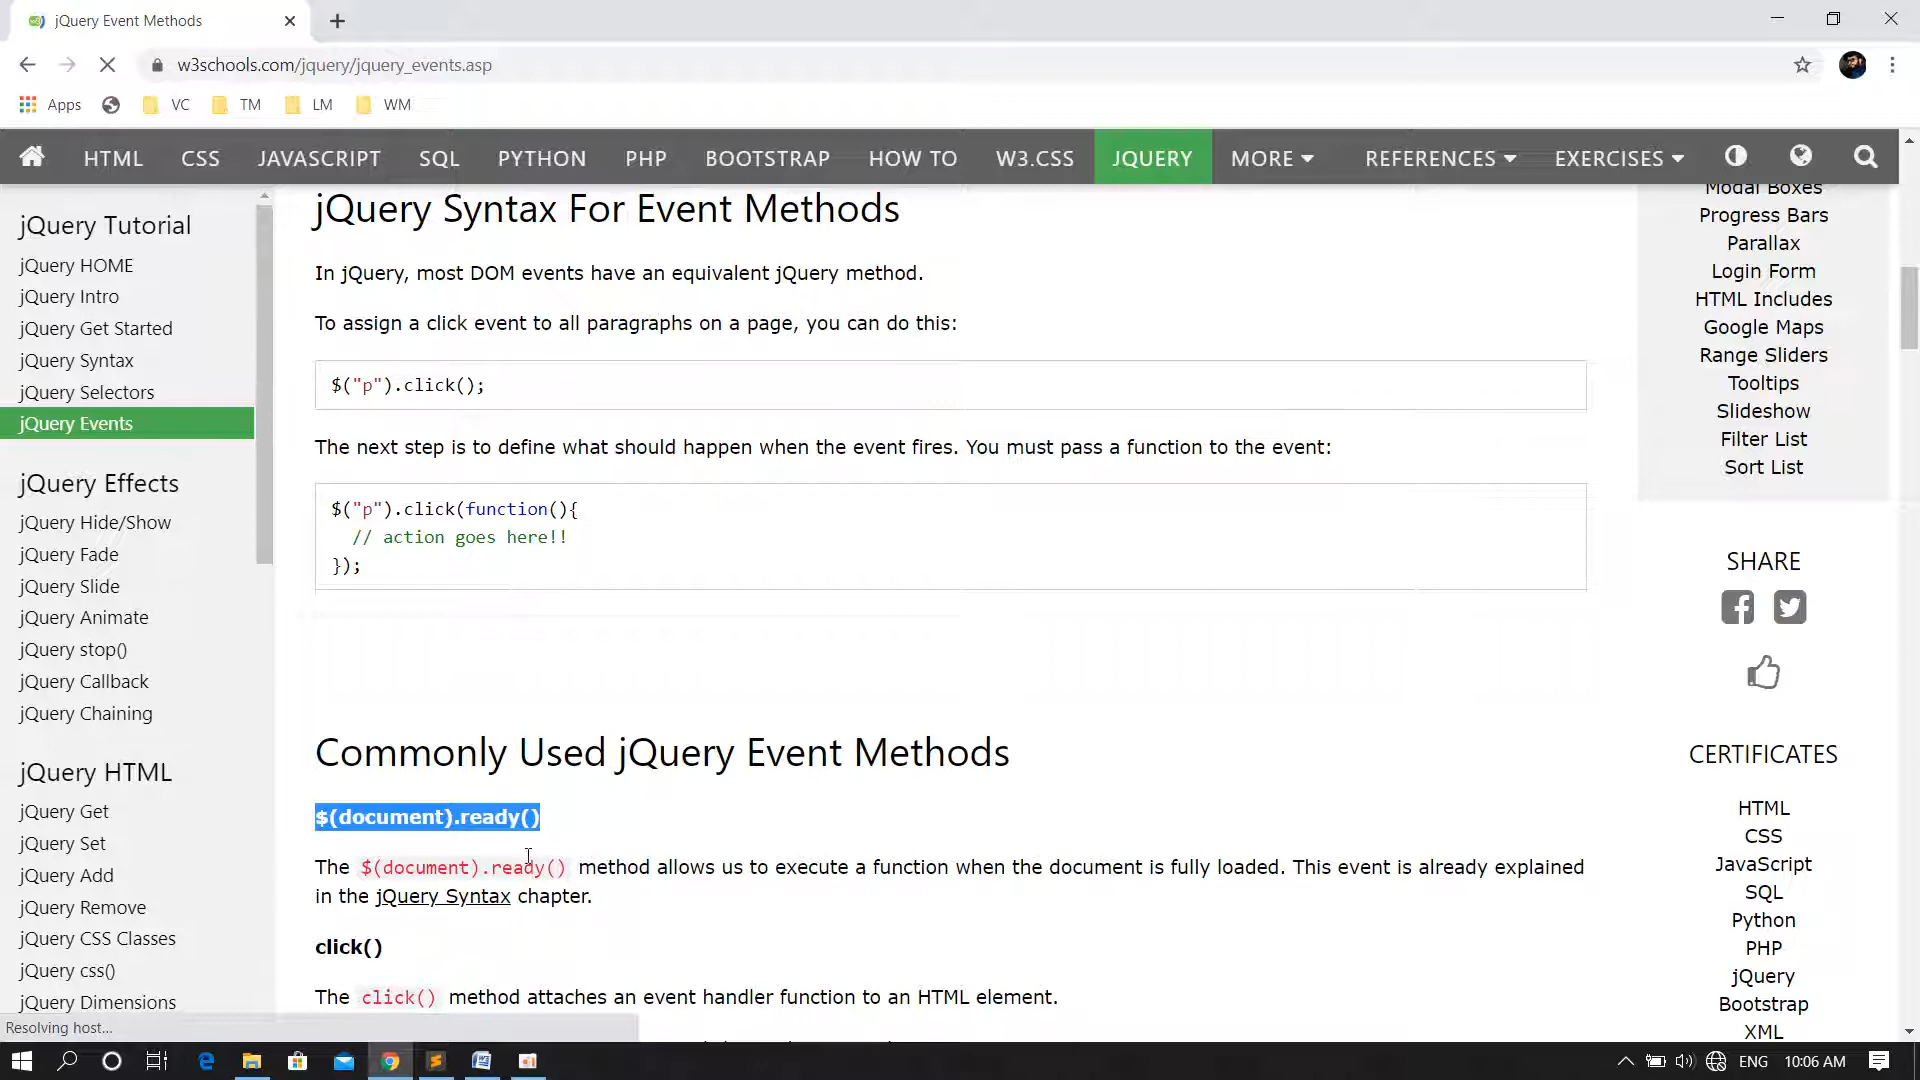 jQuery Event Methods
w3schools.com/jquery/jquery_events.asp
Apps VC TM LM WM
HTML CSS JAVASCRIPT SQL PYTHON PHP BOOTSTRAP HOW TO W3.CSS JQUERY MORE REFERENCES EXERCISES
jQuery Tutorial
jQuery HOME
jQuery Intro
jQuery Get Started
jQuery Syntax
jQuery Selectors
jQuery Events
jQuery Effects
jQuery Hide/Show
jQuery Fade
jQuery Slide
jQuery Animate
jQuery stop()
jQuery Callback
jQuery Chaining
jQuery HTML
jQuery Get
jQuery Set
jQuery Add
jQuery Remove
jQuery CSS Classes
jQuery css()
jQuery Dimensions
Resolving host...
jQuery Syntax For Event Methods
In jQuery, most DOM events have an equivalent jQuery method.
To assign a click event to all paragraphs on a page, you can do this:
$("p").click();
The next step is to define what should happen when the event fires. You must pass a function to the event:
$("p").click(function(){
// action goes here!!
});
Commonly Used jQuery Event Methods
$(document).ready()
The $(document).ready() method allows us to execute a function when the document is fully loaded. This event is already explained
in the jQuery Syntax chapter.
click()
The click() method attaches an event handler function to an HTML element.
Modal Boxes
Progress Bars
Parallax
Login Form
HTML Includes
Google Maps
Range Sliders
Tooltips
Slideshow
Filter List
Sort List
SHARE
CERTIFICATES
HTML
CSS
JavaScript
SQL
Python
PHP
jQuery
Bootstrap
XML
ENG 10:06 AM